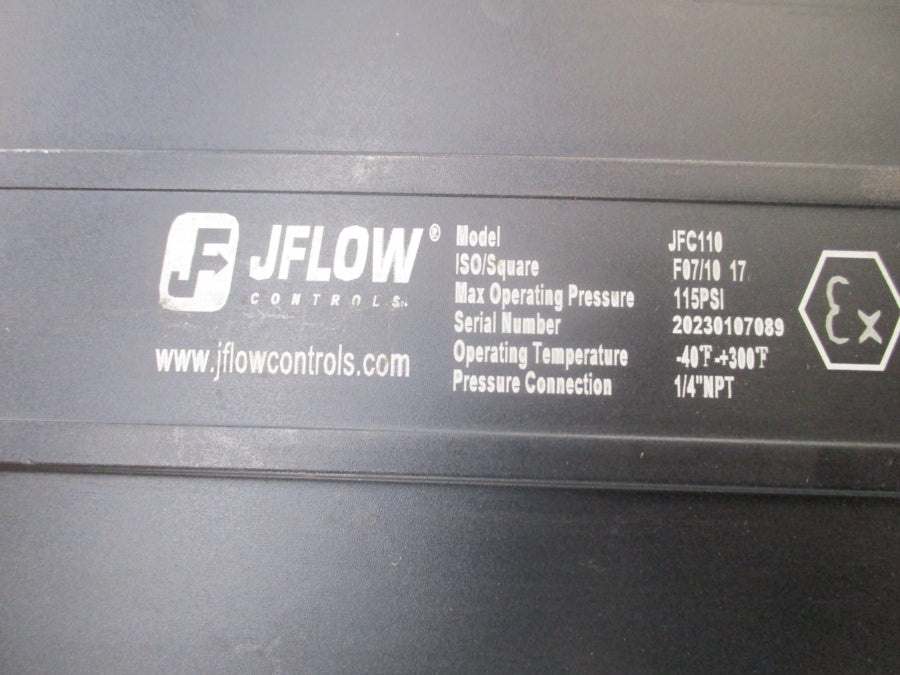 JFLOW®
CONTROLS
www.jflowcontrols.com
Model JFC110
ISO/Square F07/10 17
Max Operating Pressure 115PSI
Serial Number 20230107089
Operating Temperature -40℉-+300℉
Pressure Connection 1/4"NPT
Ex